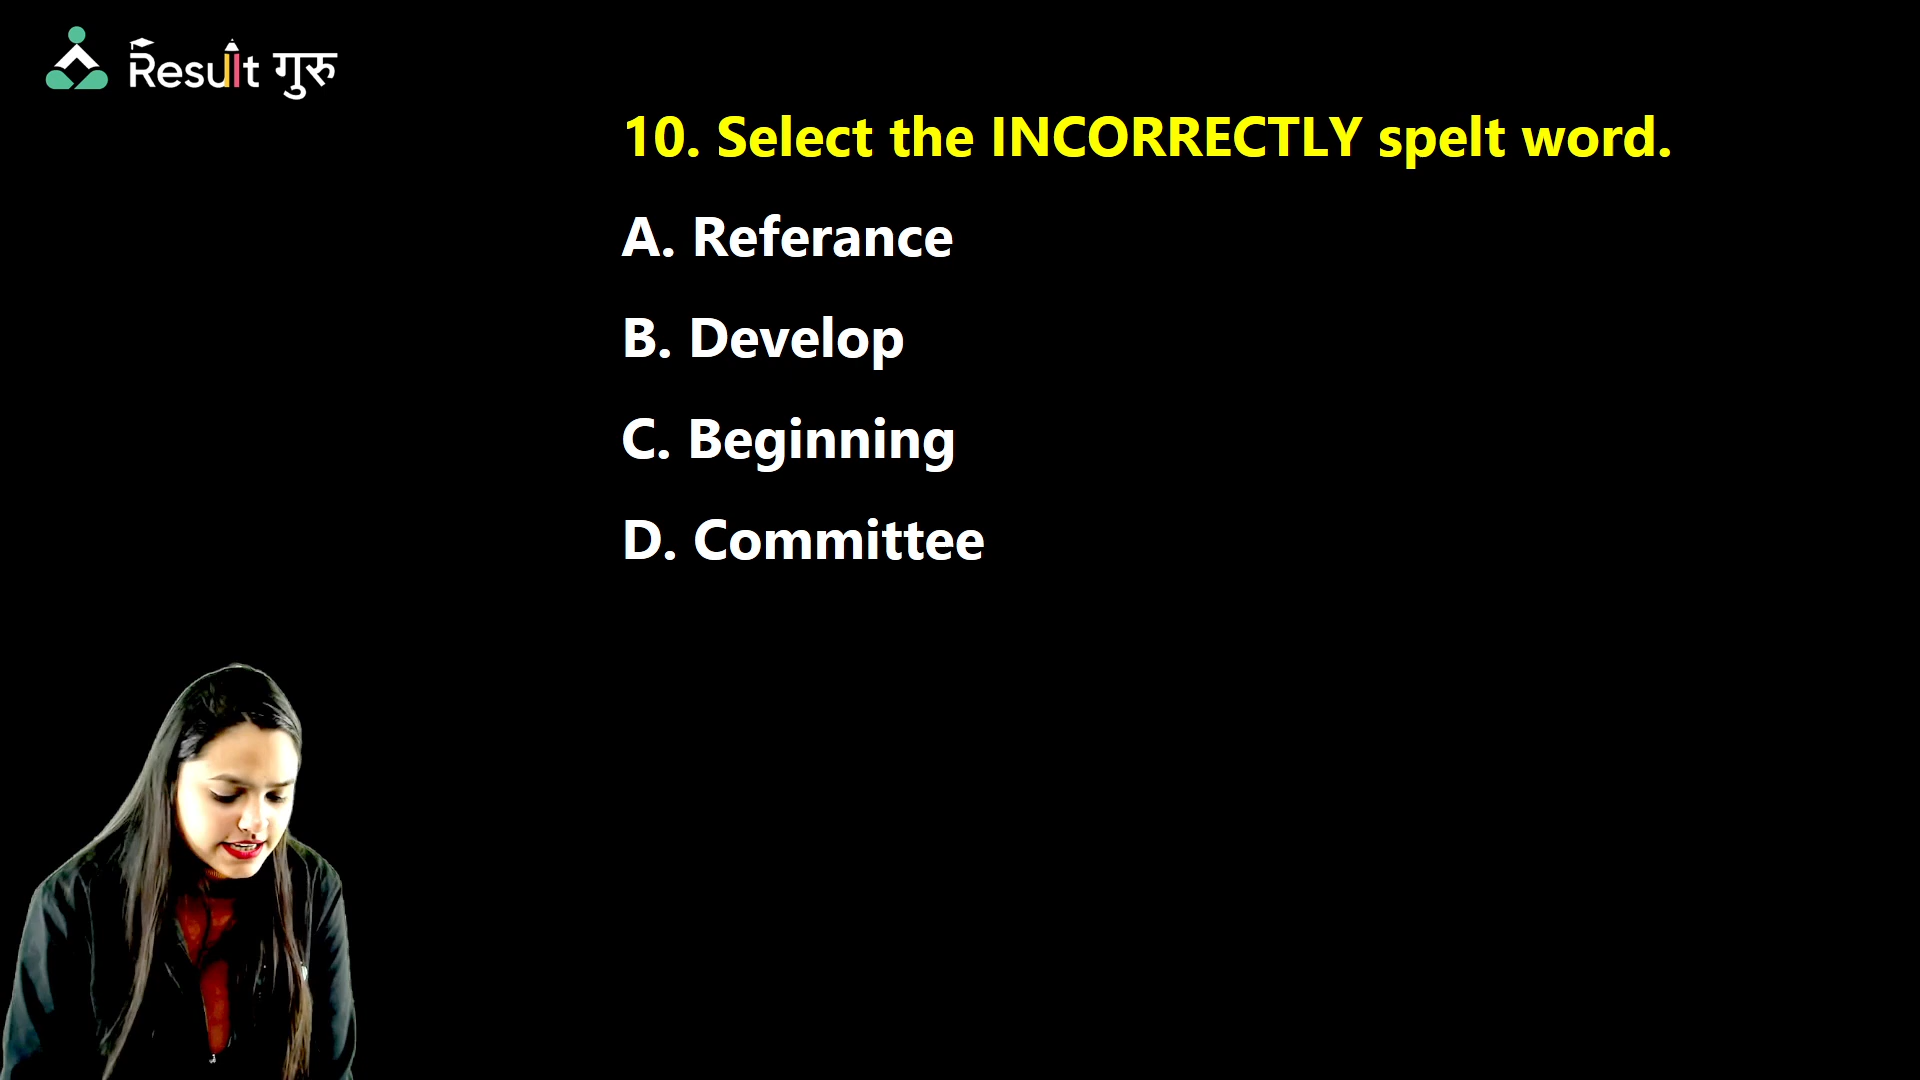 Result गुरु
10. Select the INCORRECTLY spelt word.
A. Referance
B. Develop
C. Beginning
D. Committee